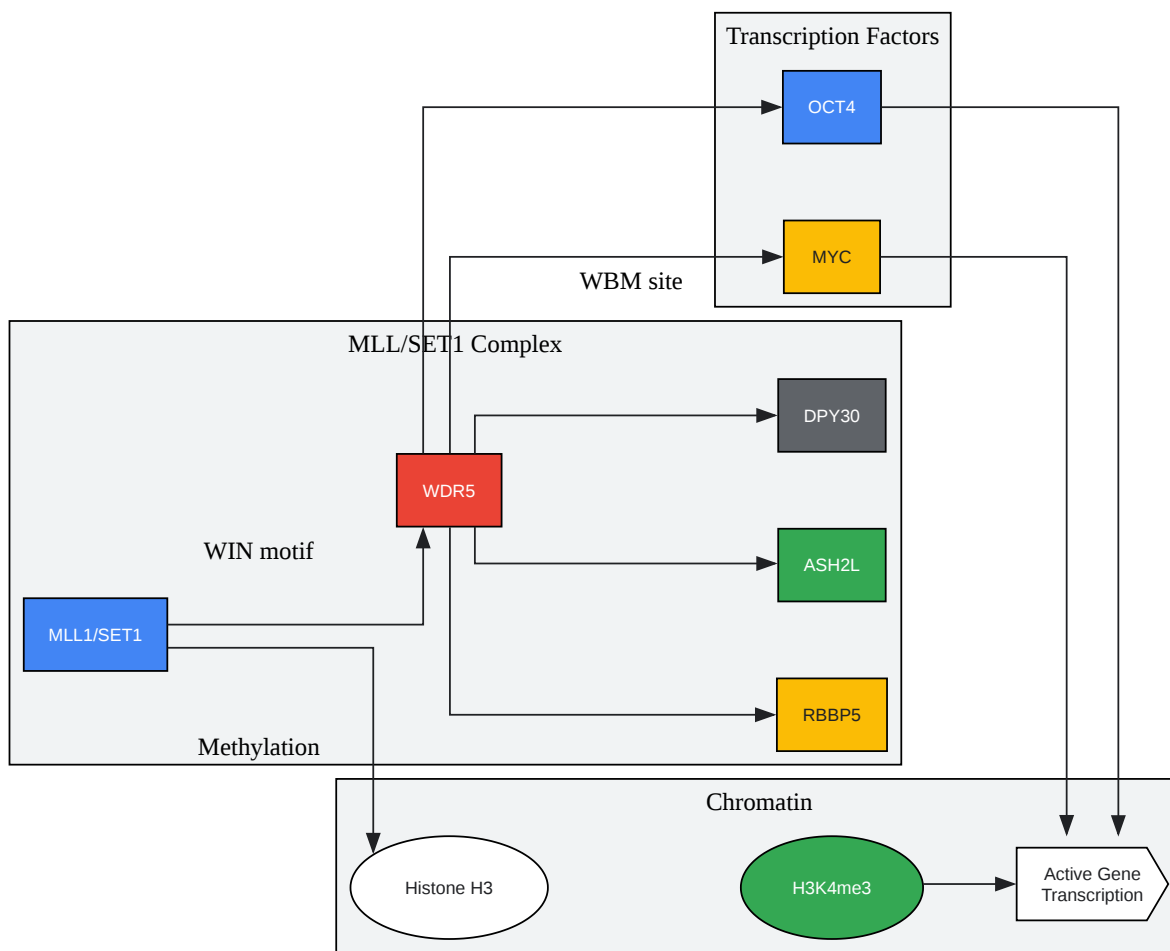 Transcription Factors
OCT4
MYC
WBM site
MLL/SET1 Complex
DPY30
WDR5
WIN motif
ASH2L
MLL1/SET1
RBBP5
Methylation
Chromatin
Histone H3
H3K4me3
Active Gene
Transcription